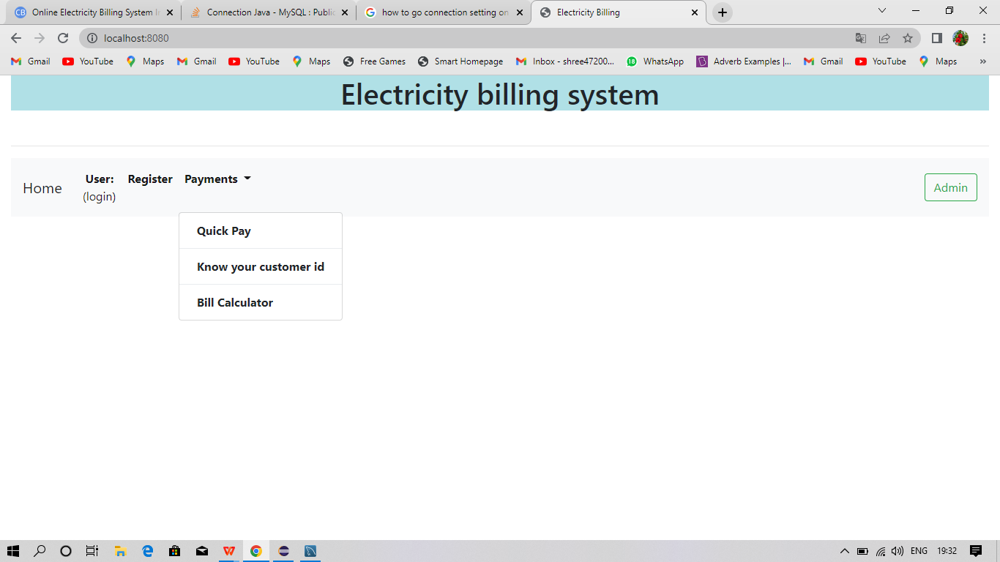 Online Electricity Billing System I
Connection Java - MySQL : Public
how to go connection setting on
Electricity Billing
localhost:8080
Gmail
YouTube
Maps
Gmail
YouTube
Maps
Free Games
Smart Homepage
Inbox - shree47200...
18
WhatsApp
Adverb Examples |...
Gmail
YouTube
Maps
»
Electricity billing system
Home
User:
(login)
Register
Payments
Admin
Quick Pay
Know your customer id
Bill Calculator
ENG
19:32